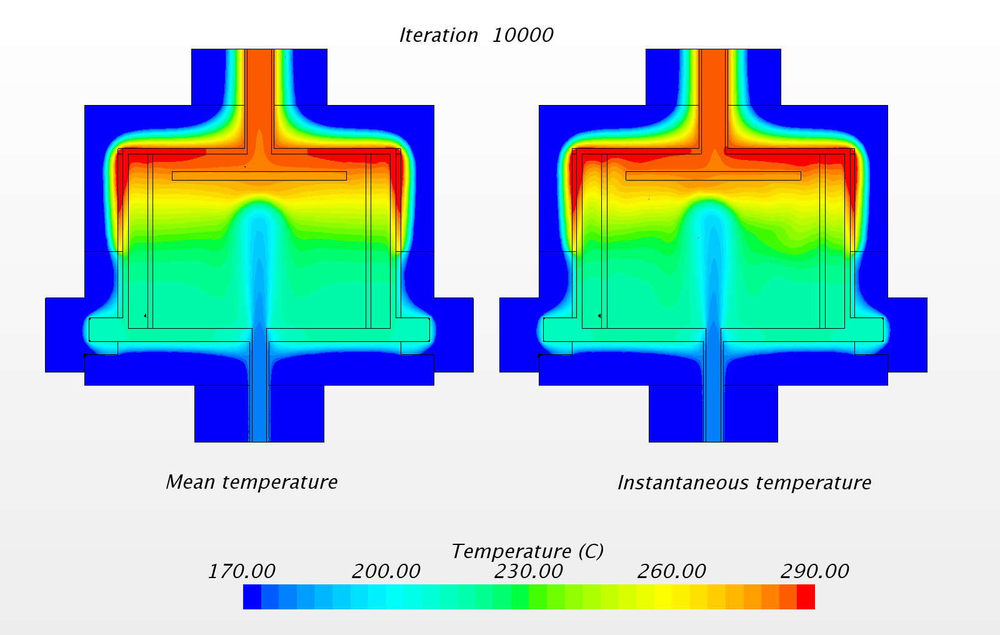 Iteration 10000
Mean temperature
Instantaneous temperature
Temperature (C)
170.00 200.00 230.00 260.00 290.00